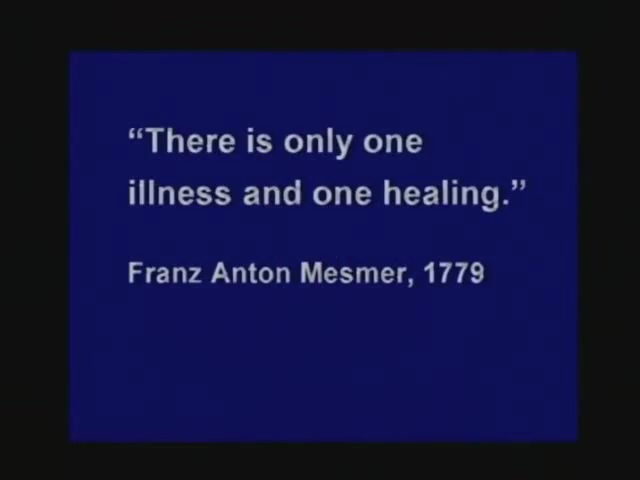 “There is only one
illness and one healing.”
Franz Anton Mesmer, 1779